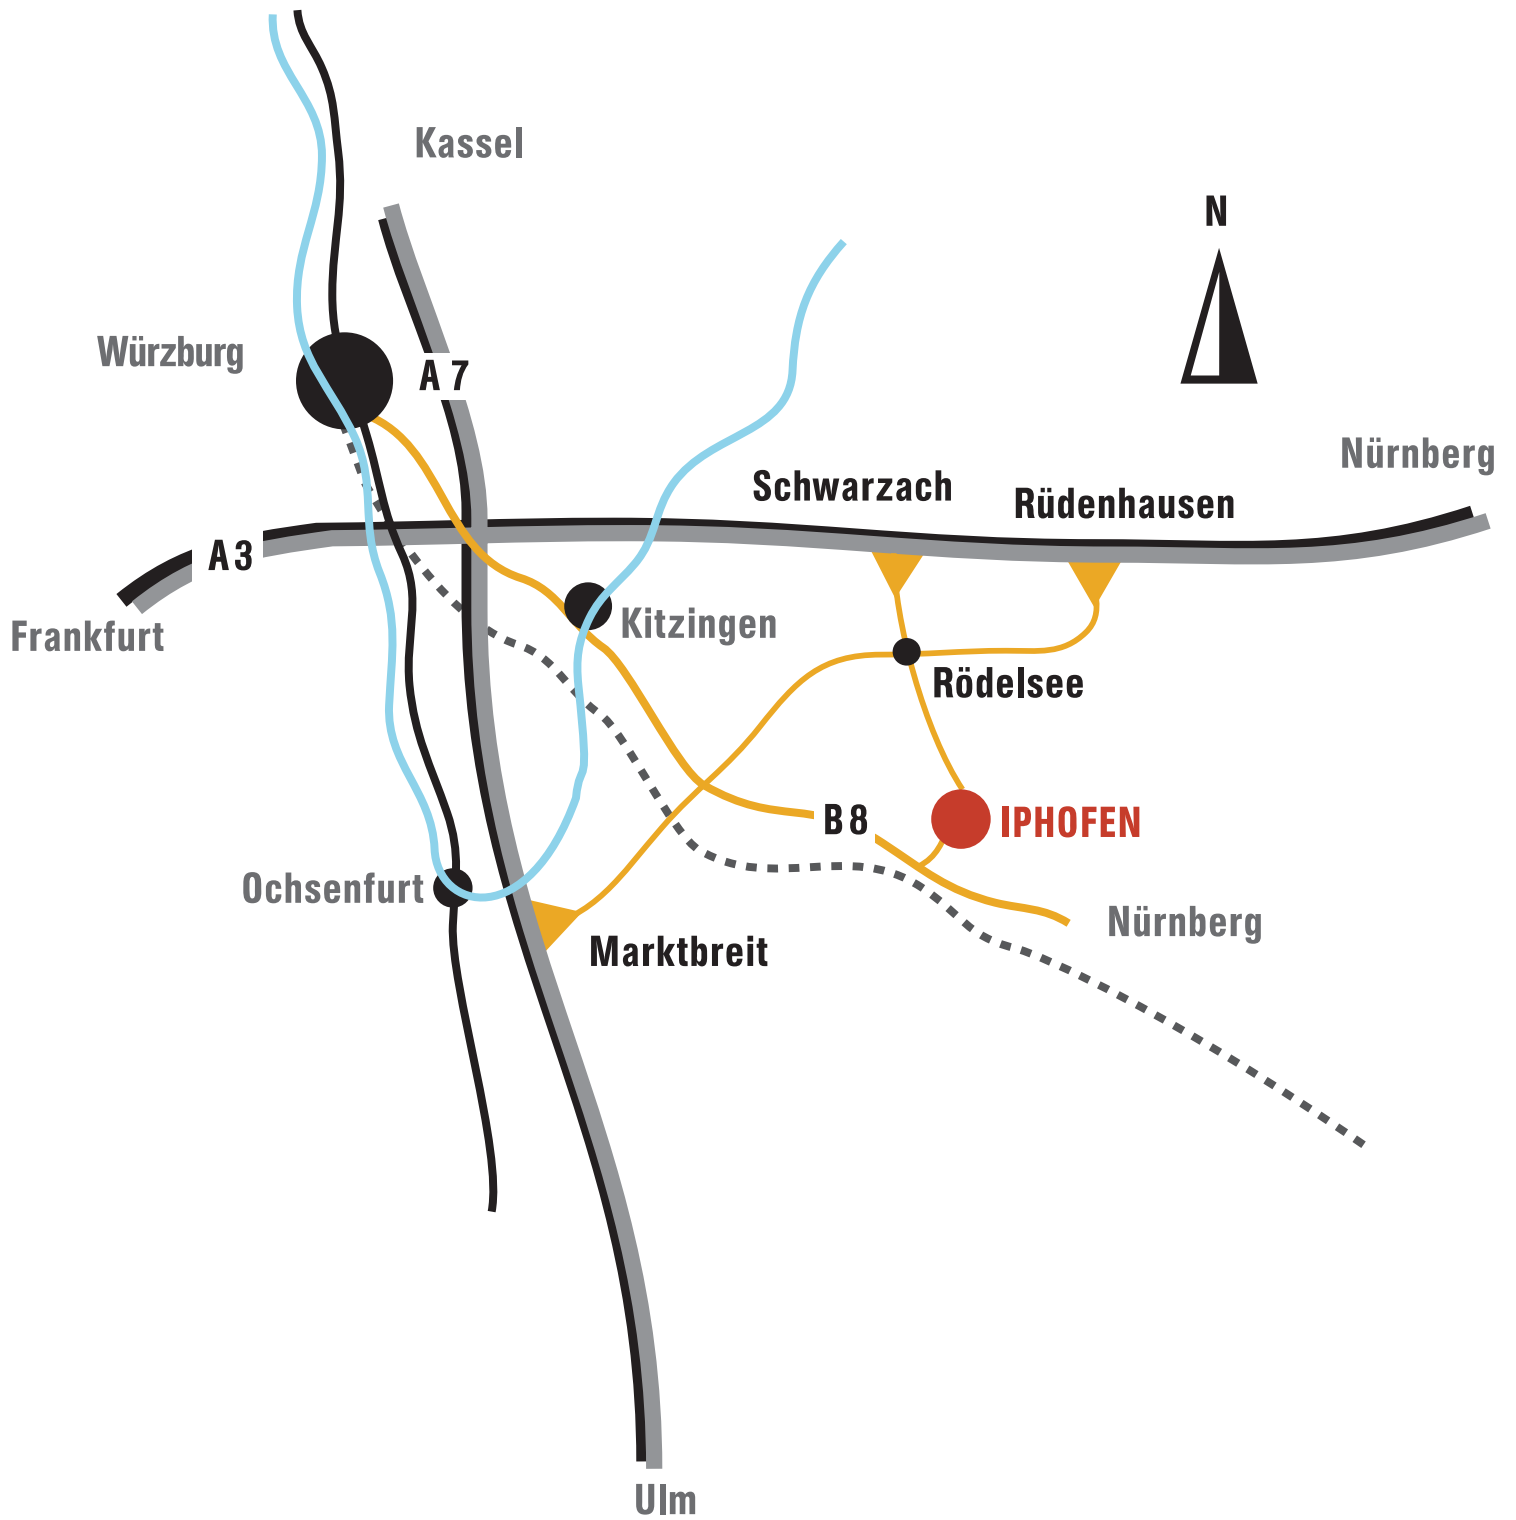 Kassel
N
Würzburg
A 7
Nürnberg
Schwarzach
Rüdenhausen
A 3
Kitzingen
Frankfurt
Rödelsee
B 8
IPHOFEN
Ochsenfurt
Nürnberg
Marktbreit
Ulm